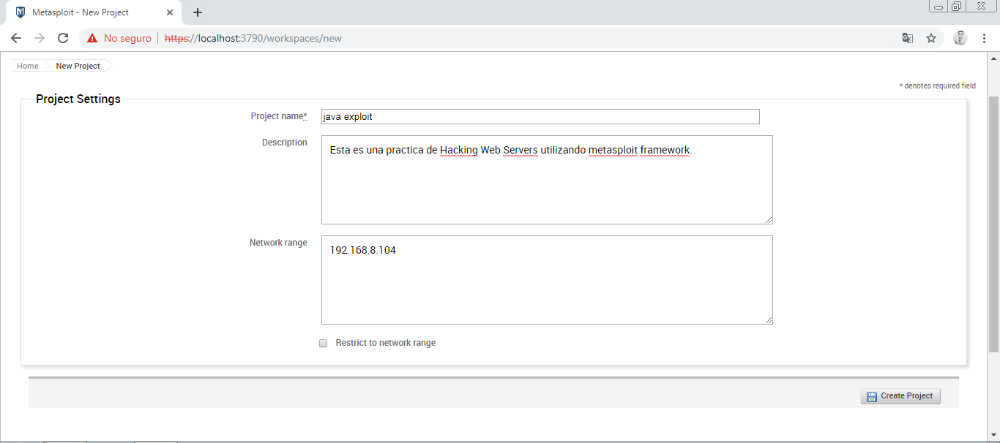 Metasploit - New Project
No seguro
https://localhost:3790/workspaces/new
Home
New Project
* denotes required field
Project Settings
Project name*
java exploit
Description
Esta es una practica de Hacking Web Servers utilizando metasploit framework.
Network range
192.168.8.104
Restrict to network range
Create Project